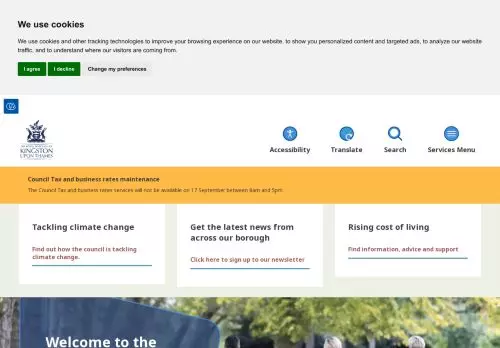 We use cookies
We use cookies and other tracking technologies to improve your browsing experience on our website, to show you personalized content and targeted ads, to analyze our website
traffic, and to understand where our visitors are coming from.
I agree
I decline
Change my preferences
KINGSTON
UPON THAMES
Accessibility
Translate
Search
Services Menu
Council Tax and business rates maintenance
The Council Tax and business rates services will not be available on 17 September between 8am and 5pm
Tackling climate change
Find out how the council is tackling
climate change.
Get the latest news from
across our borough
Click here to sign up to our newsletter
Rising cost of living
Find information, advice and support
Welcome to the